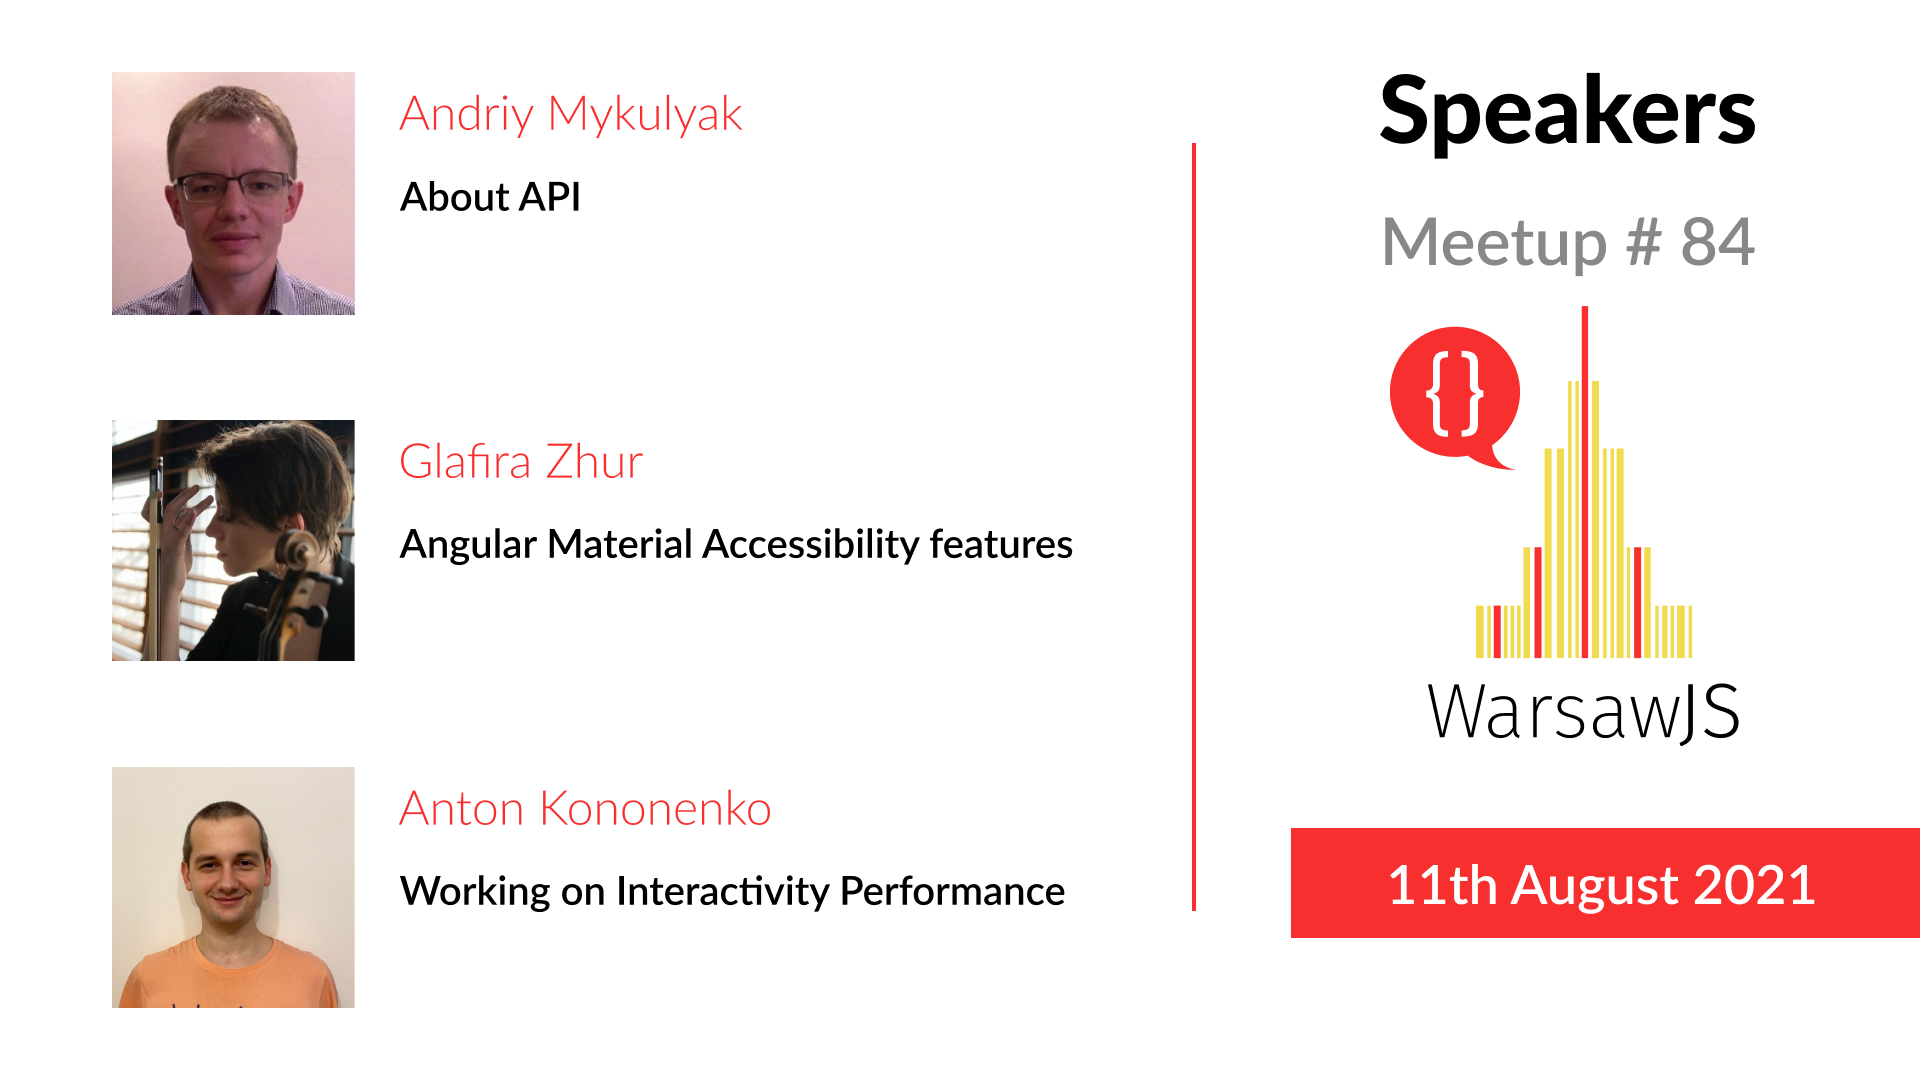 Andriy Mykulyak
About API
Glafira Zhur
Angular Material Accessibility features
Anton Kononenko
Working on Interactivity Performance
Speakers
Meetup # 84
{}
WarsawJS
11th August 2021